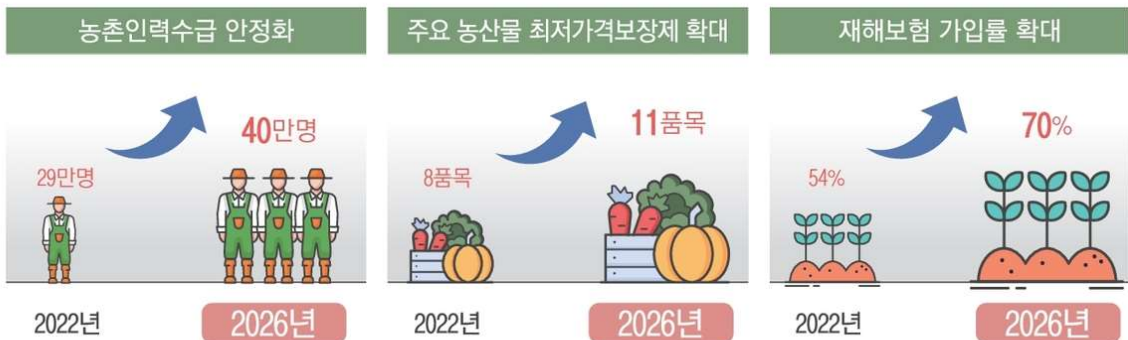 농촌인력수급 안정화
29만명
40만명
2022년
2026년
주요 농산물 최저가격보장제 확대
8품목
11품목
2022년
2026년
재해보험 가입률 확대
54%
70%
2022년
2026년